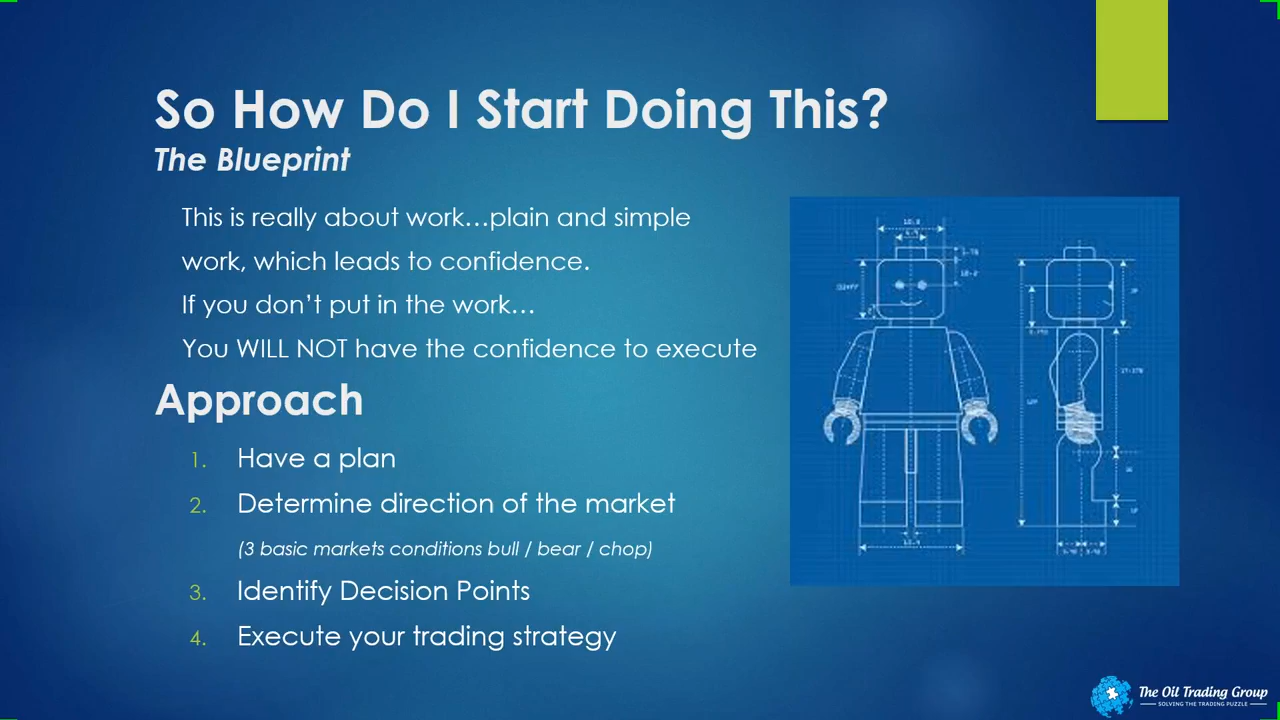 So How Do I Start Doing This?
The Blueprint
This is really about work…plain and simple
work, which leads to confidence.
If you don’t put in the work…
You WILL NOT have the confidence to execute
Approach
1. Have a plan
2. Determine direction of the market
(3 basic markets conditions bull / bear / chop)
3. Identify Decision Points
4. Execute your trading strategy
The Oil Trading Group
SOLVING THE TRADING PUZZLE